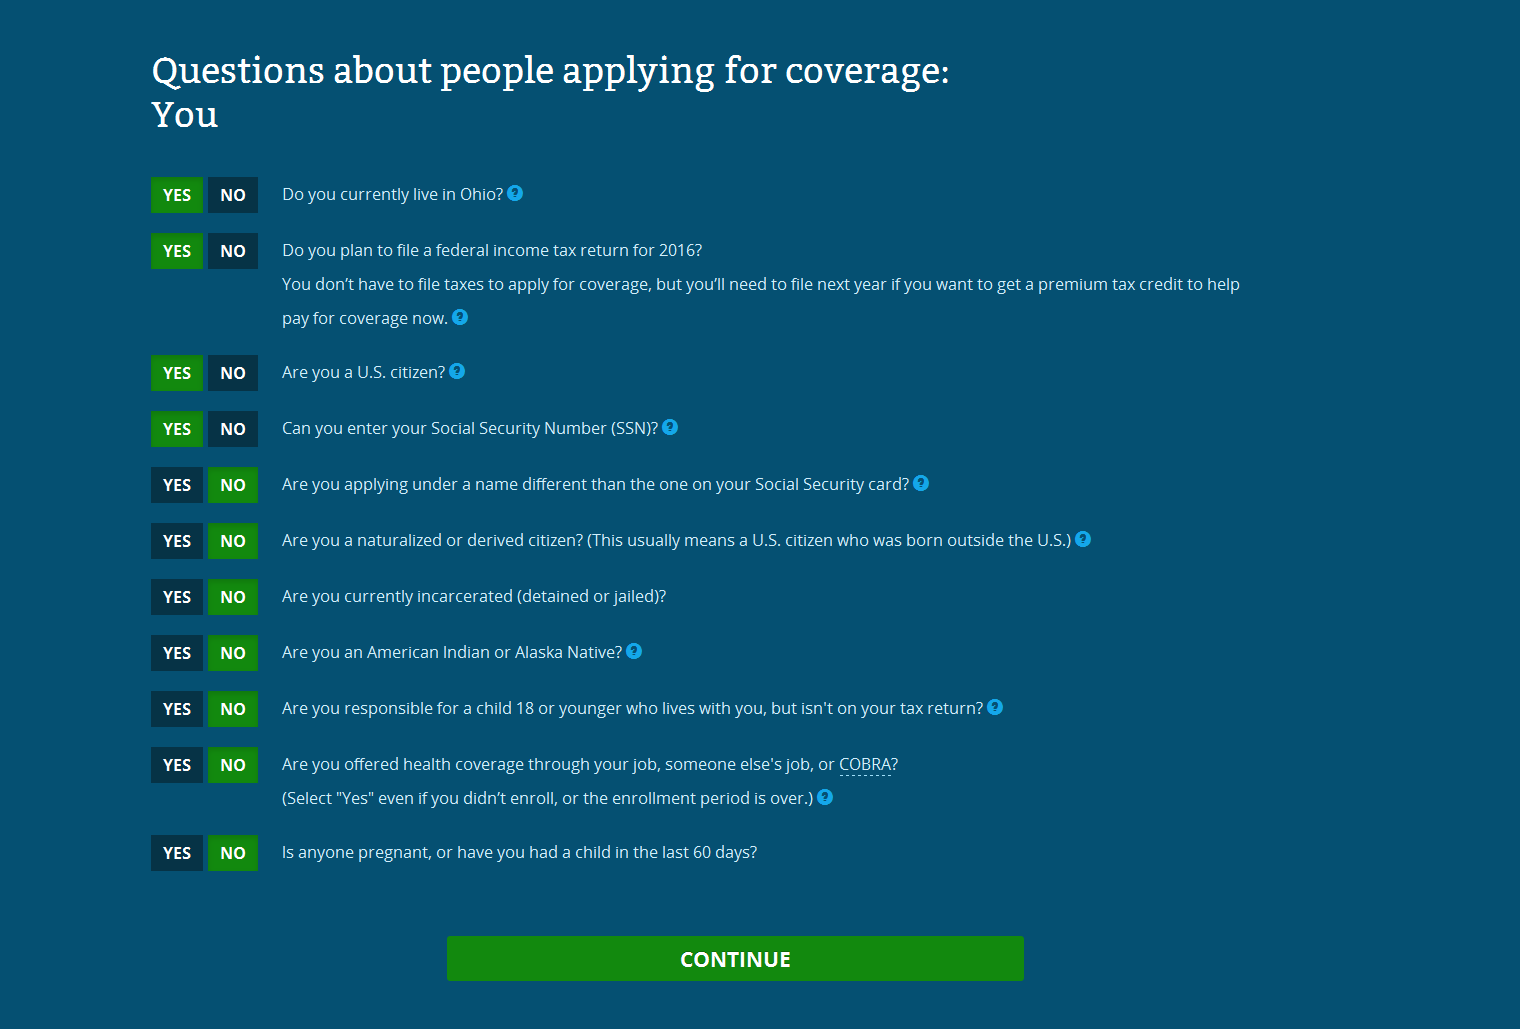 Questions about people applying for coverage:
You
YES NO Do you currently live in Ohio? ?
YES NO Do you plan to file a federal income tax return for 2016?
You don’t have to file taxes to apply for coverage, but you’ll need to file next year if you want to get a premium tax credit to help
pay for coverage now. ?
YES NO Are you a U.S. citizen? ?
YES NO Can you enter your Social Security Number (SSN)? ?
YES NO Are you applying under a name different than the one on your Social Security card? ?
YES NO Are you a naturalized or derived citizen? (This usually means a U.S. citizen who was born outside the U.S.) ?
YES NO Are you currently incarcerated (detained or jailed)?
YES NO Are you an American Indian or Alaska Native? ?
YES NO Are you responsible for a child 18 or younger who lives with you, but isn't on your tax return? ?
YES NO Are you offered health coverage through your job, someone else's job, or COBRA?
(Select "Yes" even if you didn’t enroll, or the enrollment period is over.) ?
YES NO Is anyone pregnant, or have you had a child in the last 60 days?
CONTINUE